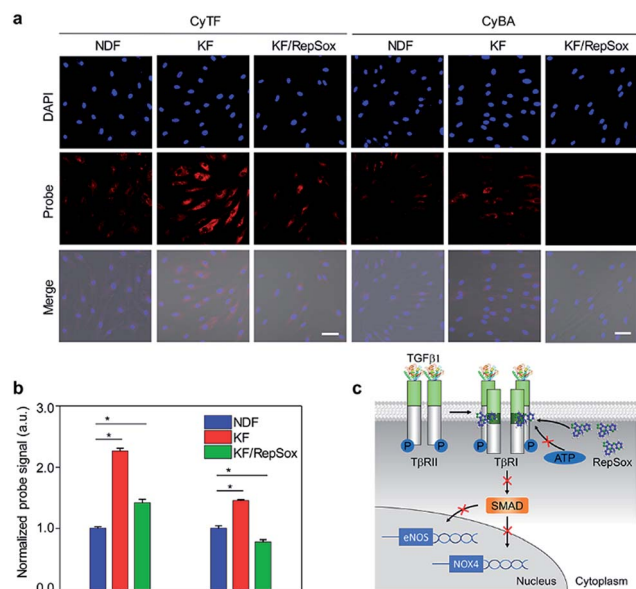 a
CyTF CyBA
NDF KF KF/RepSox NDF KF KF/RepSox
DAPI
Probe
Merge
b
Normalized probe signal (a.u.)
3.0
2.0
1.0
0.0
NDF
KF
KF/RepSox
*
*
*
*
c
TGFβ1
P P P P
TβRII TβRI ATP RepSox
SMAD
eNOS
NOX4
Nucleus Cytoplasm